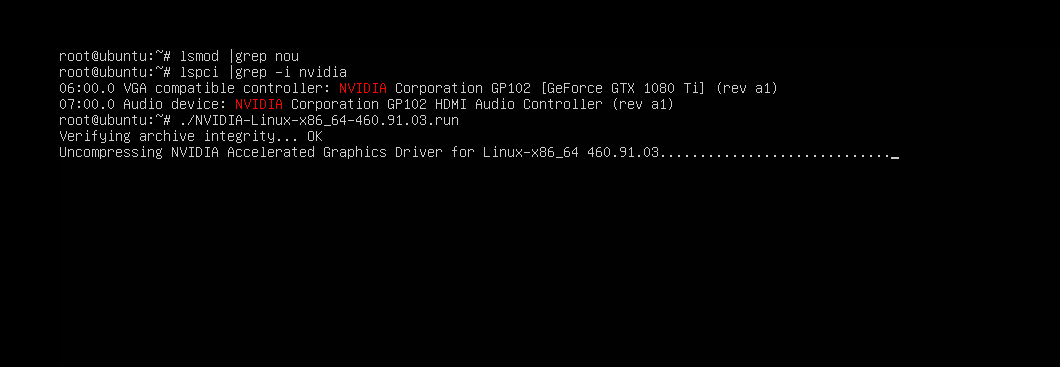 root@ubuntu:~# lsmod |grep nou
root@ubuntu:~# lspci |grep -i nvidia
06:00.0 VGA compatible controller: NVIDIA Corporation GP102 [GeForce GTX 1080 Ti] (rev a1)
07:00.0 Audio device: NVIDIA Corporation GP102 HDMI Audio Controller (rev a1)
root@ubuntu:~# ./NVIDIA-Linux-x86_64-460.91.03.run
Verifying archive integrity... OK
Uncompressing NVIDIA Accelerated Graphics Driver for Linux-x86_64 460.91.03............................._